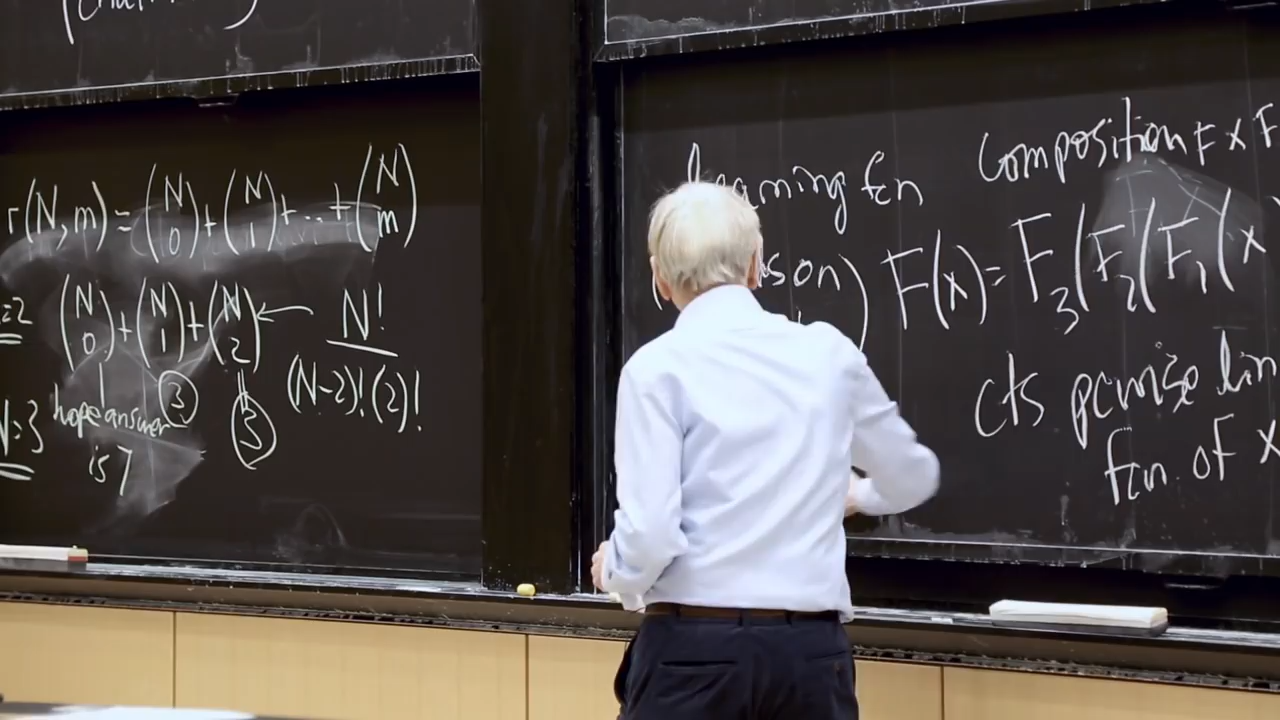 r(N,m) = (N 0) + (N 1) + ... + (N m)
=2 (N 0) + (N 1) + (N 2) ← N! / (N-2)!(2)!
N=3 hope answer is 7 3 3
learning fcn
F(x) = F3(F2(F1(x
composition F x F
cts pcwise lin
fcn. of x